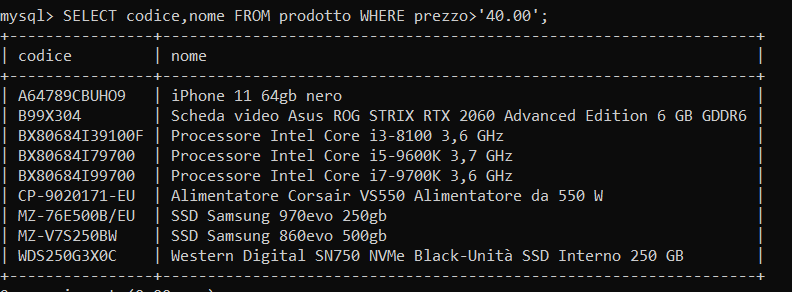 mysql> SELECT codice,nome FROM prodotto WHERE prezzo>'40.00';
| codice | nome |
| A64789CBUHO9 | iPhone 11 64gb nero |
| B99X304 | Scheda video Asus ROG STRIX RTX 2060 Advanced Edition 6 GB GDDR6 |
| BX80684I39100F | Processore Intel Core i3-8100 3,6 GHz |
| BX80684I79700 | Processore Intel Core i5-9600K 3,7 GHz |
| BX80684I99700 | Processore Intel Core i7-9700K 3,6 GHz |
| CP-9020171-EU | Alimentatore Corsair VS550 Alimentatore da 550 W |
| MZ-76E500B/EU | SSD Samsung 970evo 250gb |
| MZ-V7S250BW | SSD Samsung 860evo 500gb |
| WDS250G3X0C | Western Digital SN750 NVMe Black-Unità SSD Interno 250 GB |